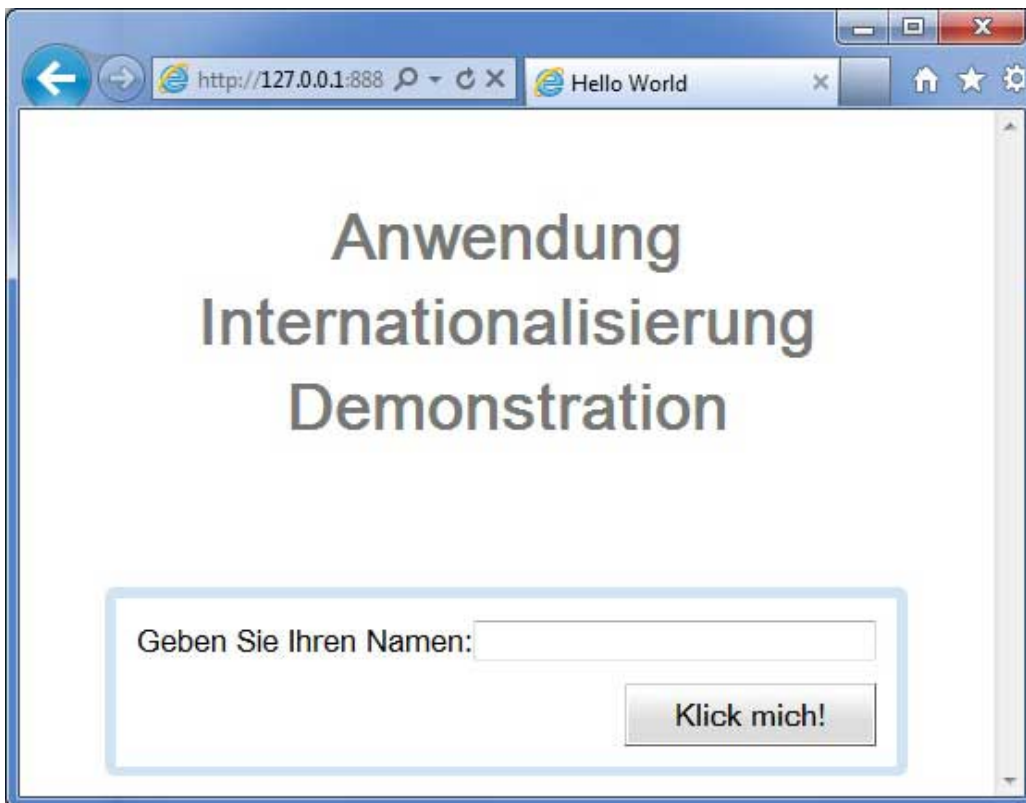 http://127.0.0.1:888
Hello World
Anwendung
Internationalisierung
Demonstration
Geben Sie Ihren Namen:
Klick mich!